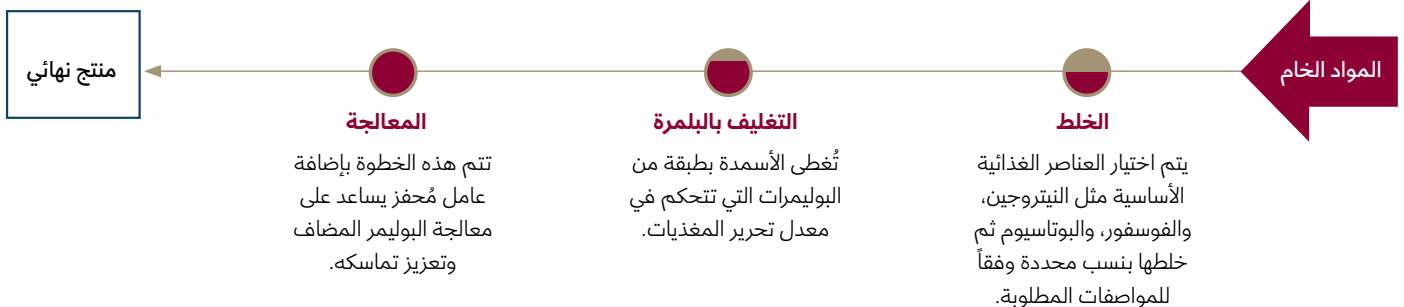 المواد الخام
الخلط
يتم اختيار العناصر الغذائية
الأساسية مثل النيتروجين،
والفوسفور، والبوتاسيوم ثم
خلطها بنسب محددة وفقاً
للمواصفات المطلوبة.
التغليف بالبلمرة
تُغطى الأسمدة بطبقة من
البوليمرات التي تتحكم في
معدل تحرير المغذيات.
المعالجة
تتم هذه الخطوة بإضافة
عامل مُحفز يساعد على
معالجة البوليمر المضاف
وتعزيز تماسكه.
منتج نهائي